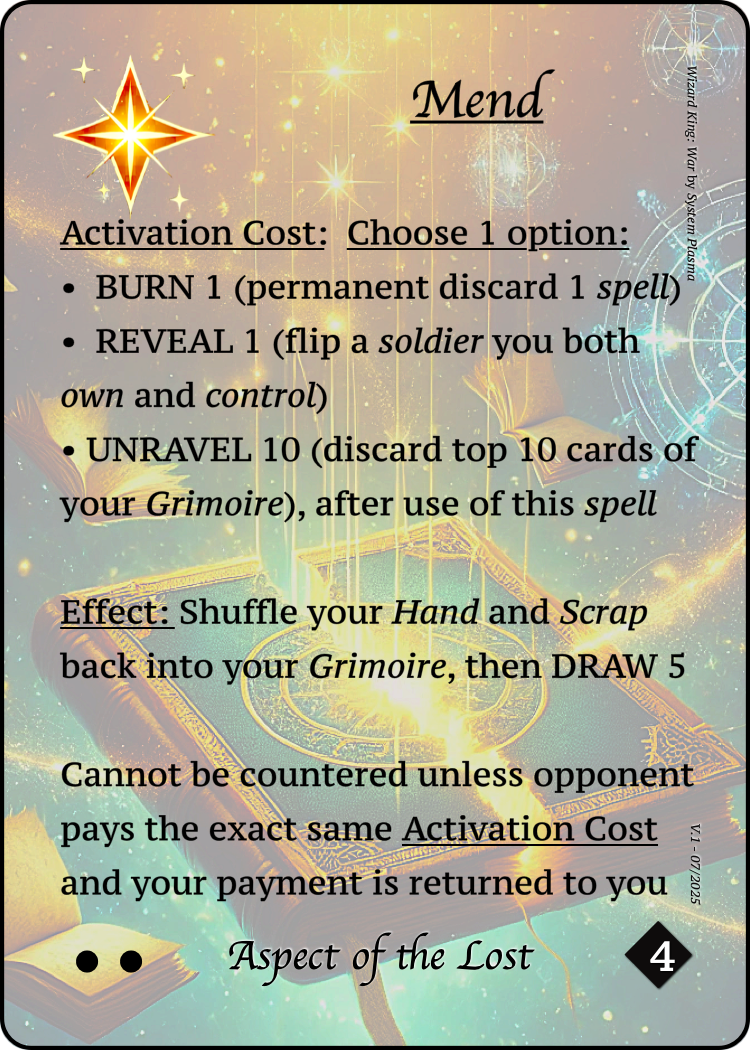 Mend
Wizard King: War by System Plasma
Activation Cost: Choose 1 option:
• BURN 1 (permanent discard 1 spell)
• REVEAL 1 (flip a soldier you both
own and control)
• UNRAVEL 10 (discard top 10 cards of
your Grimoire), after use of this spell
Effect: Shuffle your Hand and Scrap
back into your Grimoire, then DRAW 5
Cannot be countered unless opponent
pays the exact same Activation Cost
and your payment is returned to you
V.1 - 07/2025
Aspect of the Lost
4